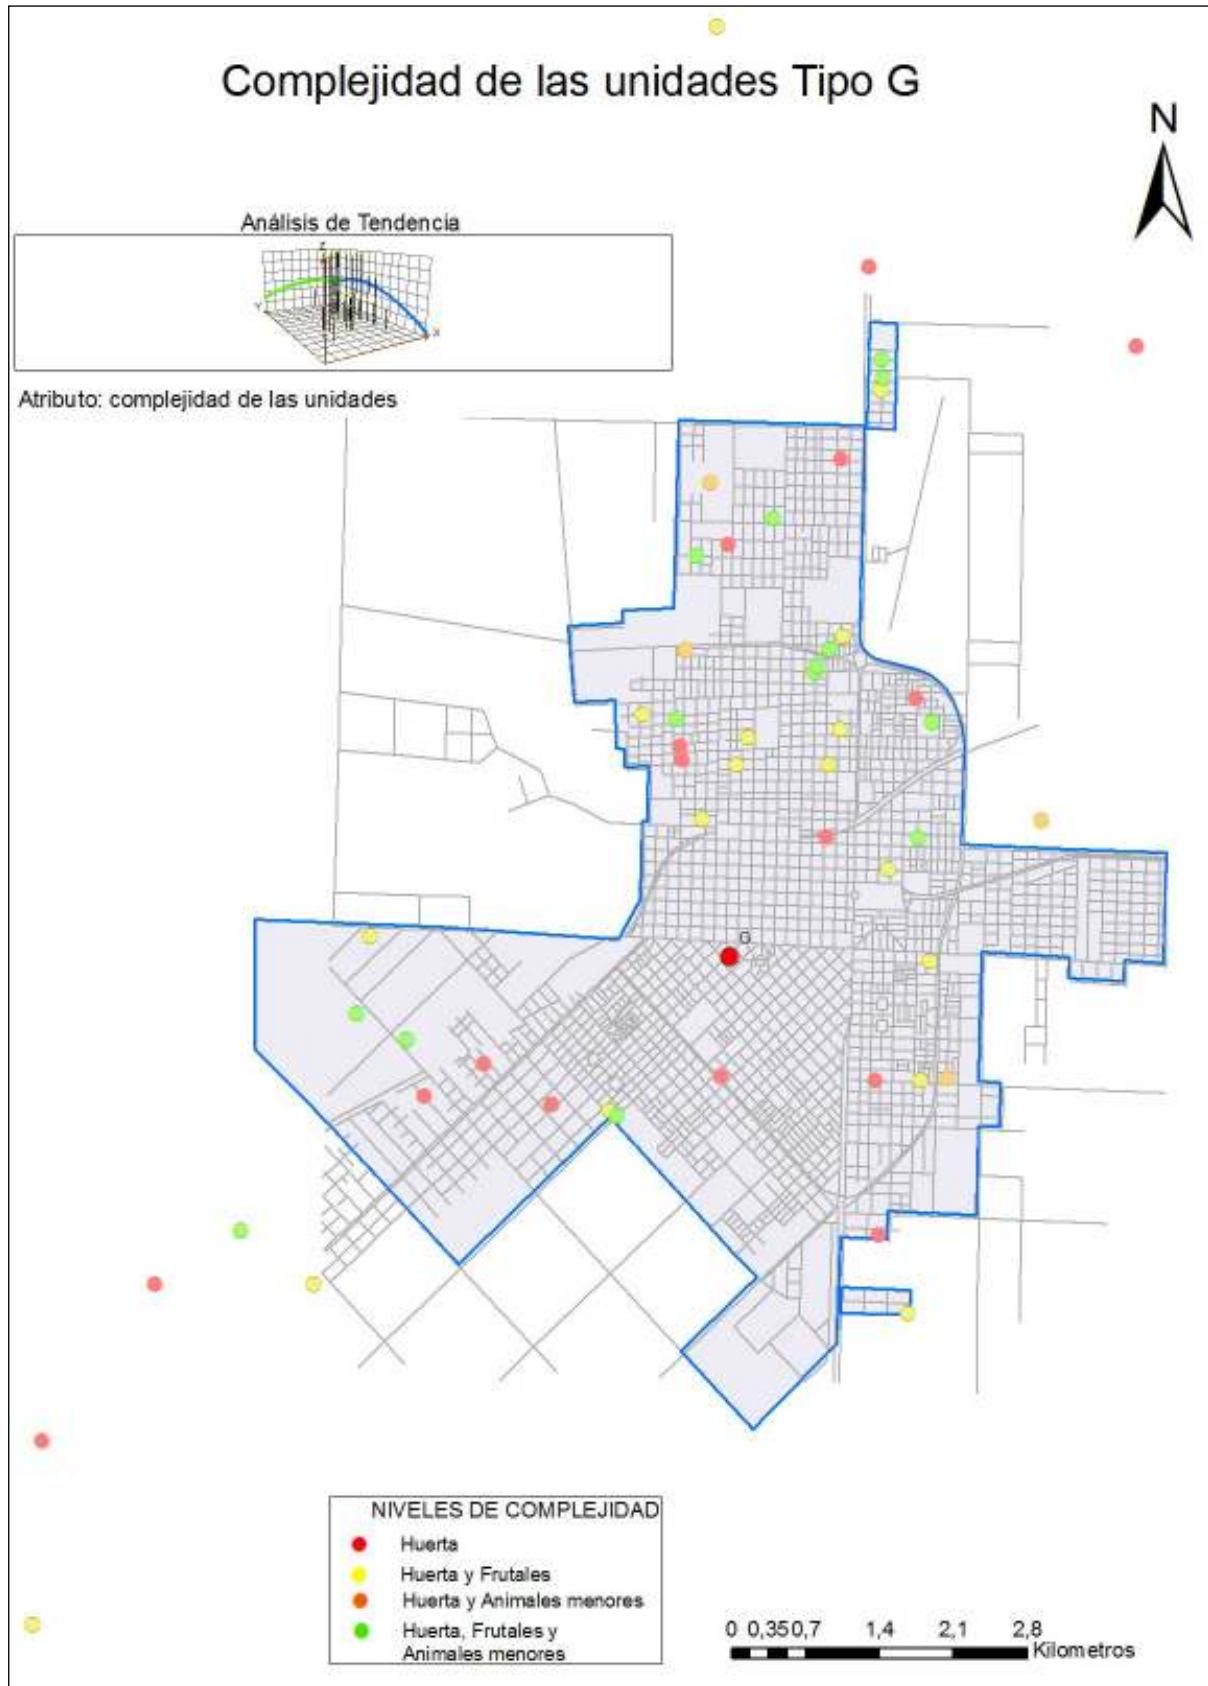 Complejidad de las unidades Tipo G
N
Análisis de Tendencia
Z
Y
X
Atributo: complejidad de las unidades
G
NIVELES DE COMPLEJIDAD
Huerta
Huerta y Frutales
Huerta y Animales menores
Huerta, Frutales y
Animales menores
0 0,35 0,7 1,4 2,1 2,8
Kilometros